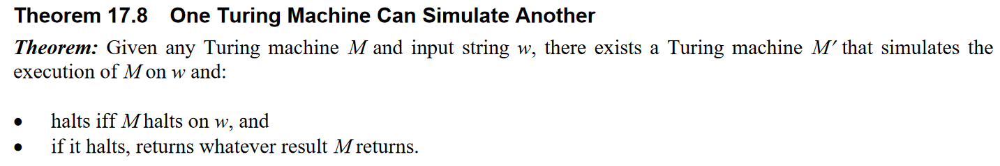 Theorem 17.8 One Turing Machine Can Simulate Another
Theorem: Given any Turing machine M and input string w, there exists a Turing machine M′ that simulates the
execution of M on w and:
• halts iff M halts on w, and
• if it halts, returns whatever result M returns.